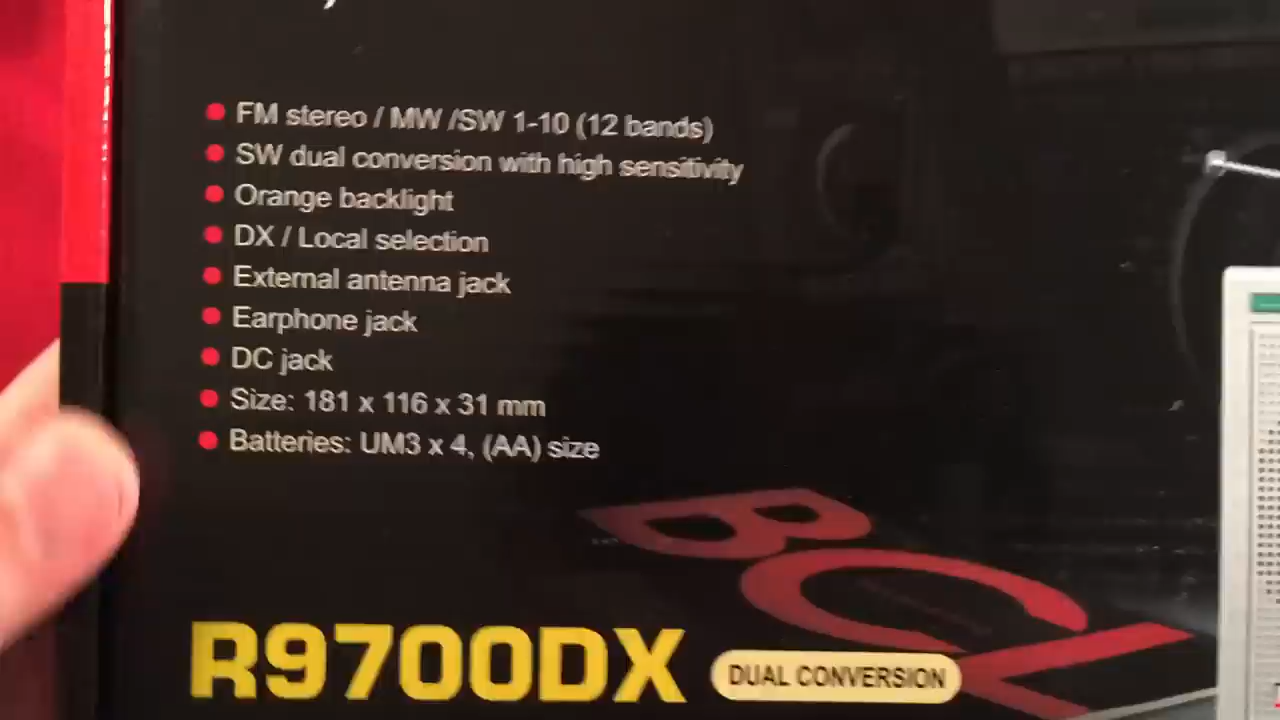 FM stereo / MW /SW 1-10 (12 bands)
SW dual conversion with high sensitivity
Orange backlight
DX / Local selection
External antenna jack
Earphone jack
DC jack
Size: 181 x 116 x 31 mm
Batteries: UM3 x 4, (AA) size
BCL
R9700DX
DUAL CONVERSION